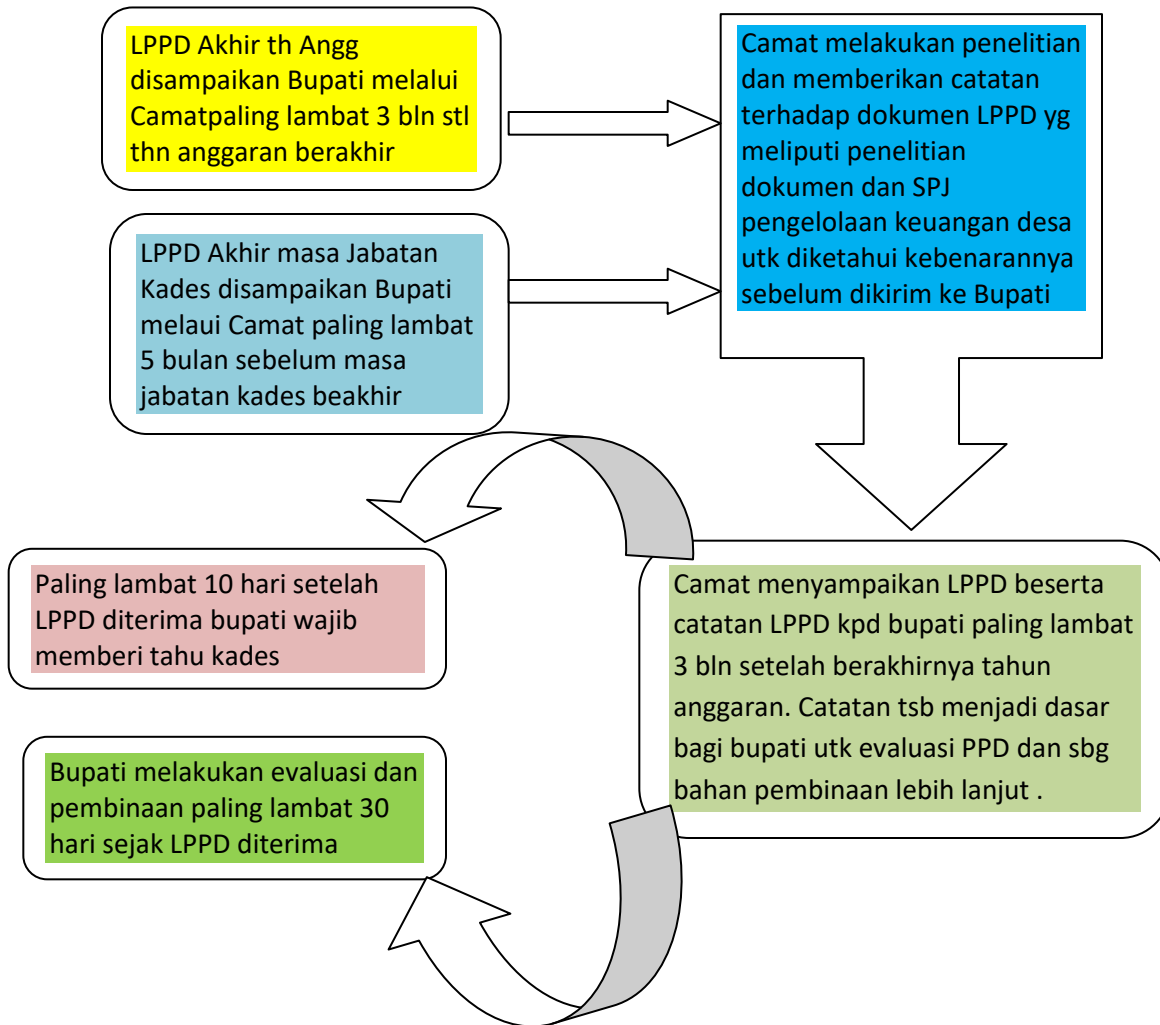 LPPD Akhir th Angg
disampaikan Bupati melalui
Camatpaling lambat 3 bln stl
thn anggaran berakhir
Camat melakukan penelitian
dan memberikan catatan
terhadap dokumen LPPD yg
meliputi penelitian
dokumen dan SPJ
pengelolaan keuangan desa
utk diketahui kebenarannya
sebelum dikirim ke Bupati
LPPD Akhir masa Jabatan
Kades disampaikan Bupati
melaui Camat paling lambat
5 bulan sebelum masa
jabatan kades beakhir
Paling lambat 10 hari setelah
LPPD diterima bupati wajib
memberi tahu kades
Camat menyampaikan LPPD beserta
catatan LPPD kpd bupati paling lambat
3 bln setelah berakhirnya tahun
anggaran. Catatan tsb menjadi dasar
bagi bupati utk evaluasi PPD dan sbg
bahan pembinaan lebih lanjut .
Bupati melakukan evaluasi dan
pembinaan paling lambat 30
hari sejak LPPD diterima